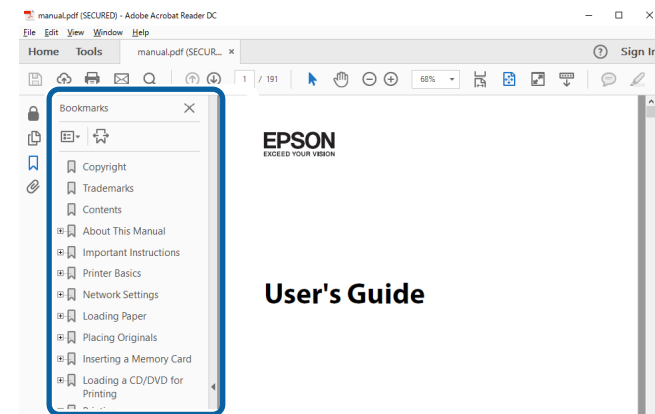 manual.pdf (SECURED) - Adobe Acrobat Reader DC
File Edit View Window Help
Home Tools manual.pdf (SECUR... ×
? Sign In
1 / 191
68%
Bookmarks
EPSON
EXCEED YOUR VISION
Copyright
Trademarks
Contents
About This Manual
Important Instructions
Printer Basics
Network Settings
User's Guide
Loading Paper
Placing Originals
Inserting a Memory Card
Loading a CD/DVD for
Printing